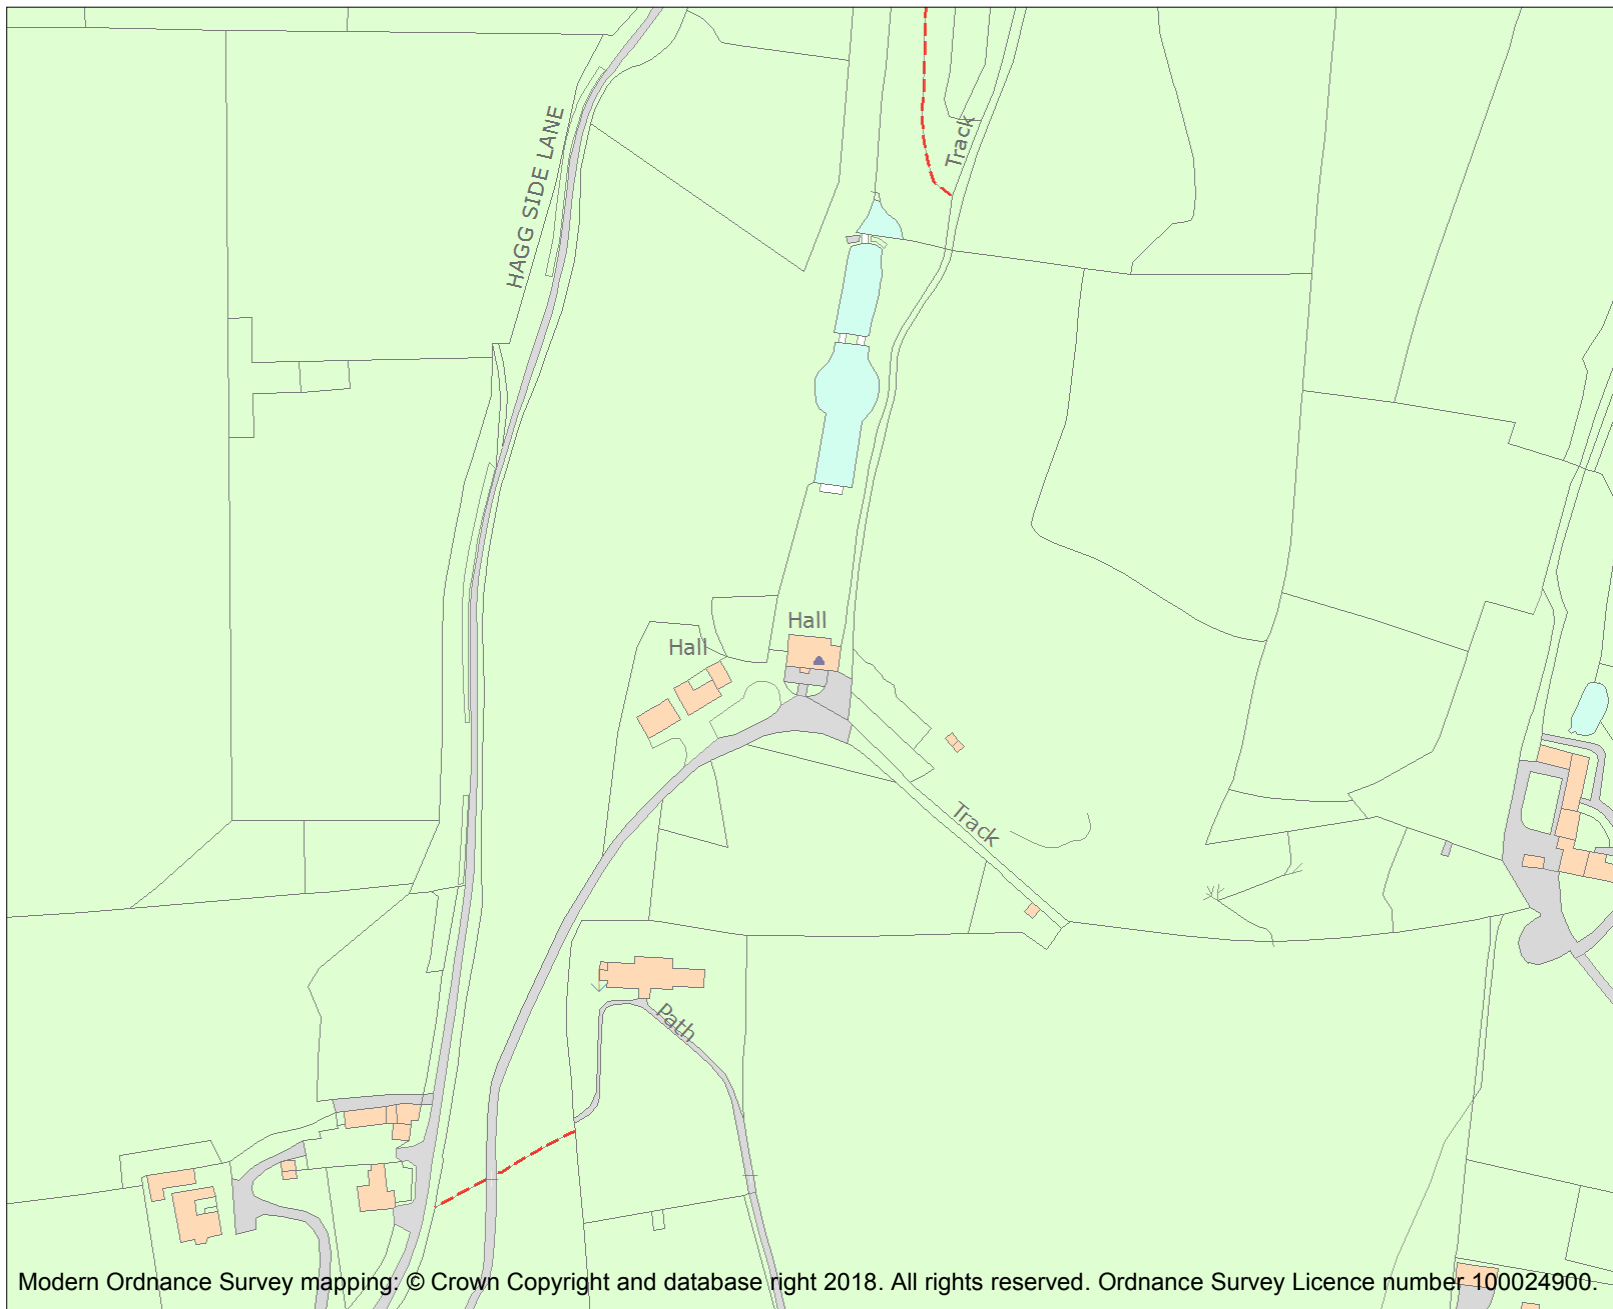 HAGG SIDE LANE
Track
Hall
Hall
Track
Path
Modern Ordnance Survey mapping: © Crown Copyright and database right 2018. All rights reserved. Ordnance Survey Licence number 100024900.